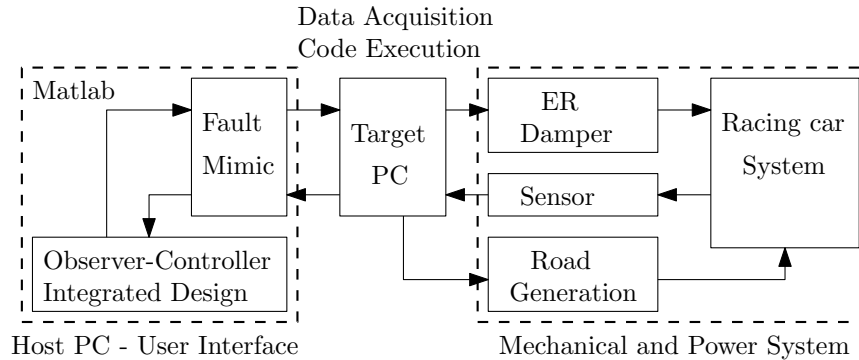 Data Acquisition
Code Execution
Matlab
Fault
Mimic
Target
PC
ER
Damper
Racing car
System
Sensor
Observer-Controller
Integrated Design
Road
Generation
Host PC - User Interface
Mechanical and Power System